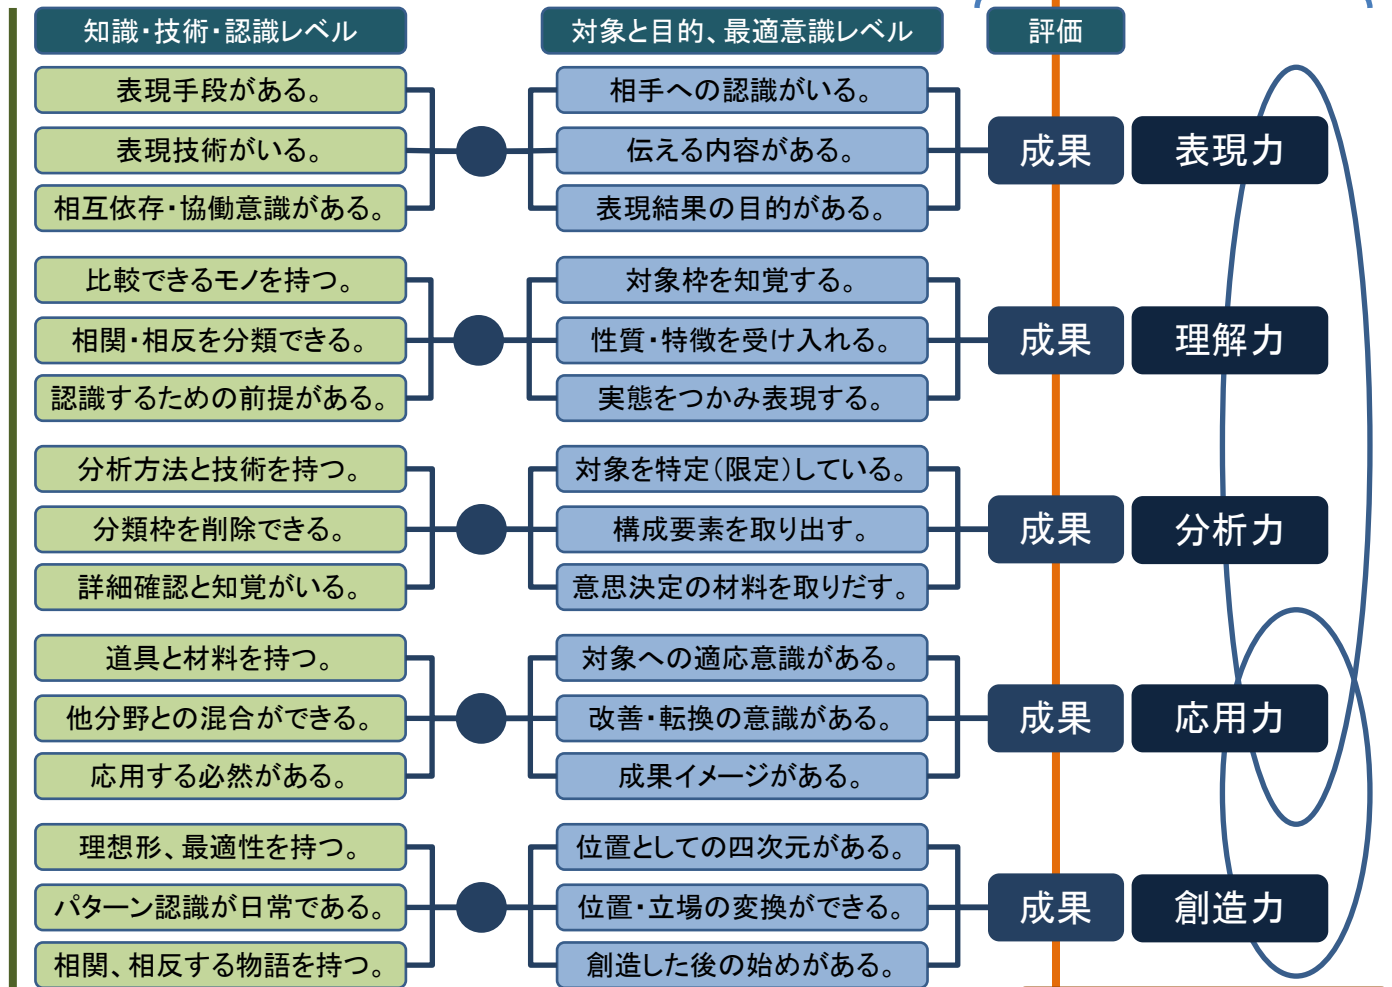 知識・技術・認識レベル
対象と目的、最適意識レベル
評価
表現手段がある。
表現技術がいる。
相互依存・協働意識がある。
相手への認識がいる。
伝える内容がある。
表現結果の目的がある。
成果
表現力
比較できるモノを持つ。
相関・相反を分類できる。
認識するための前提がある。
対象枠を知覚する。
性質・特徴を受け入れる。
実態をつかみ表現する。
成果
理解力
分析方法と技術を持つ。
分類枠を削除できる。
詳細確認と知覚がいる。
対象を特定(限定)している。
構成要素を取り出す。
意思決定の材料を取りだす。
成果
分析力
道具と材料を持つ。
他分野との混合ができる。
応用する必然がある。
対象への適応意識がある。
改善・転換の意識がある。
成果イメージがある。
成果
応用力
理想形、最適性を持つ。
パターン認識が日常である。
相関、相反する物語を持つ。
位置としての四次元がある。
位置・立場の変換ができる。
創造した後の始めがある。
成果
創造力